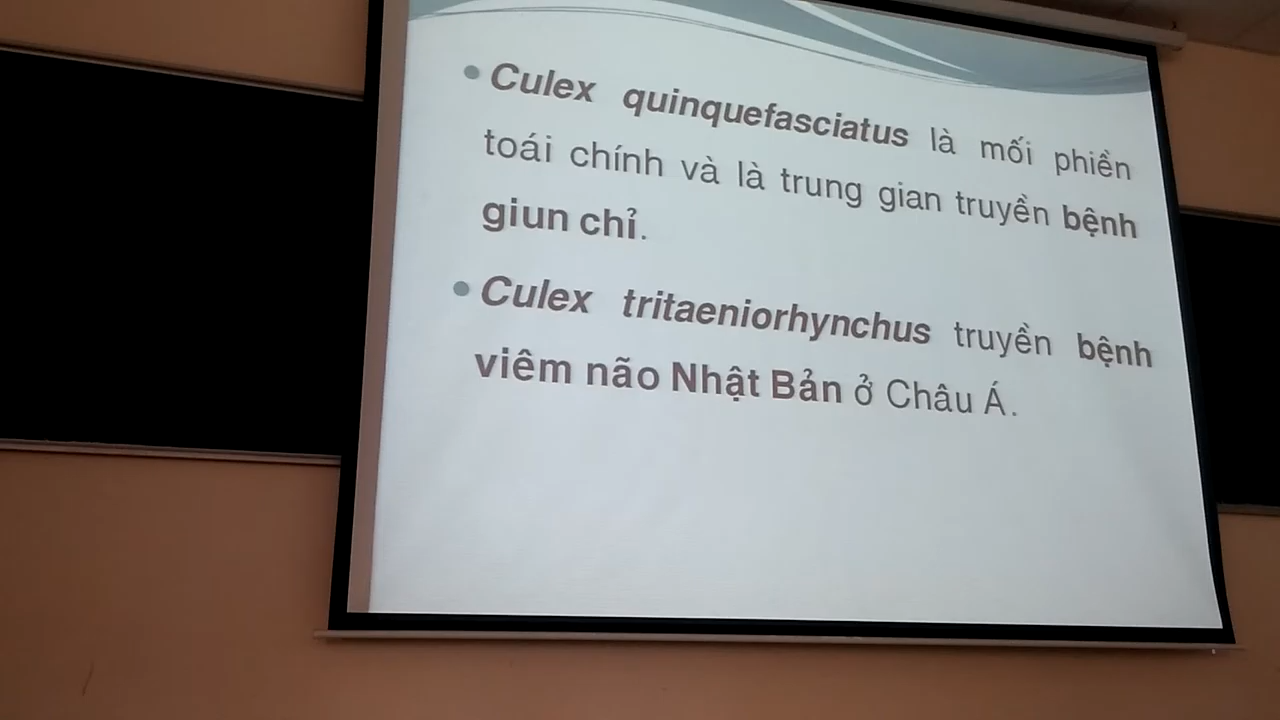 • Culex quinquefasciatus là mối phiền
toái chính và là trung gian truyền bệnh
giun chỉ.
• Culex tritaeniorhynchus truyền bệnh
viêm não Nhật Bản ở Châu Á.